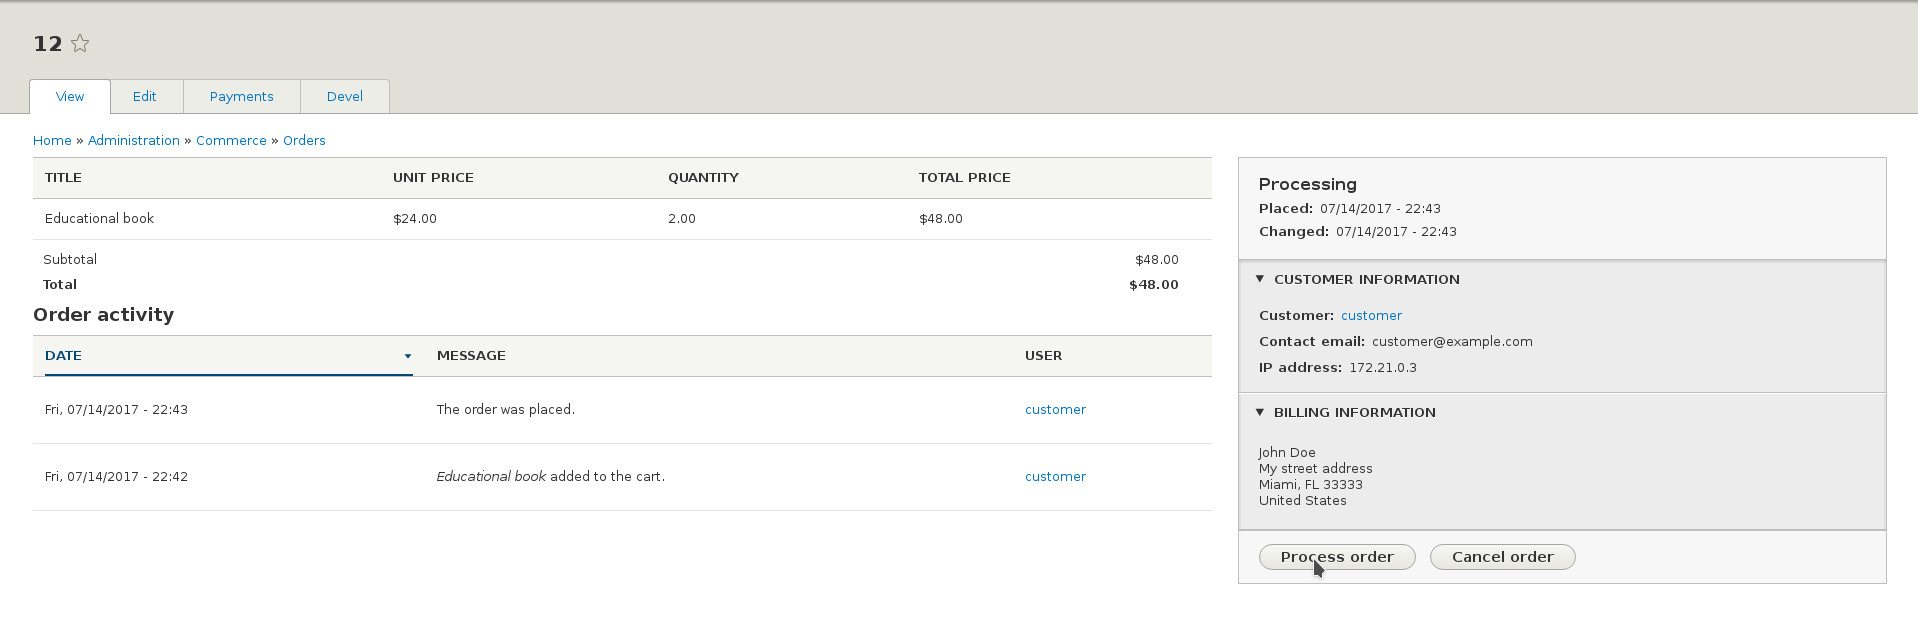 12
View Edit Payments Devel
Home » Administration » Commerce » Orders
TITLE UNIT PRICE QUANTITY TOTAL PRICE
Educational book $24.00 2.00 $48.00
Subtotal $48.00
Total $48.00
Order activity
DATE MESSAGE USER
Fri, 07/14/2017 - 22:43 The order was placed. customer
Fri, 07/14/2017 - 22:42 Educational book added to the cart. customer
Processing
Placed: 07/14/2017 - 22:43
Changed: 07/14/2017 - 22:43
CUSTOMER INFORMATION
Customer: customer
Contact email: customer@example.com
IP address: 172.21.0.3
BILLING INFORMATION
John Doe
My street address
Miami, FL 33333
United States
Process order Cancel order